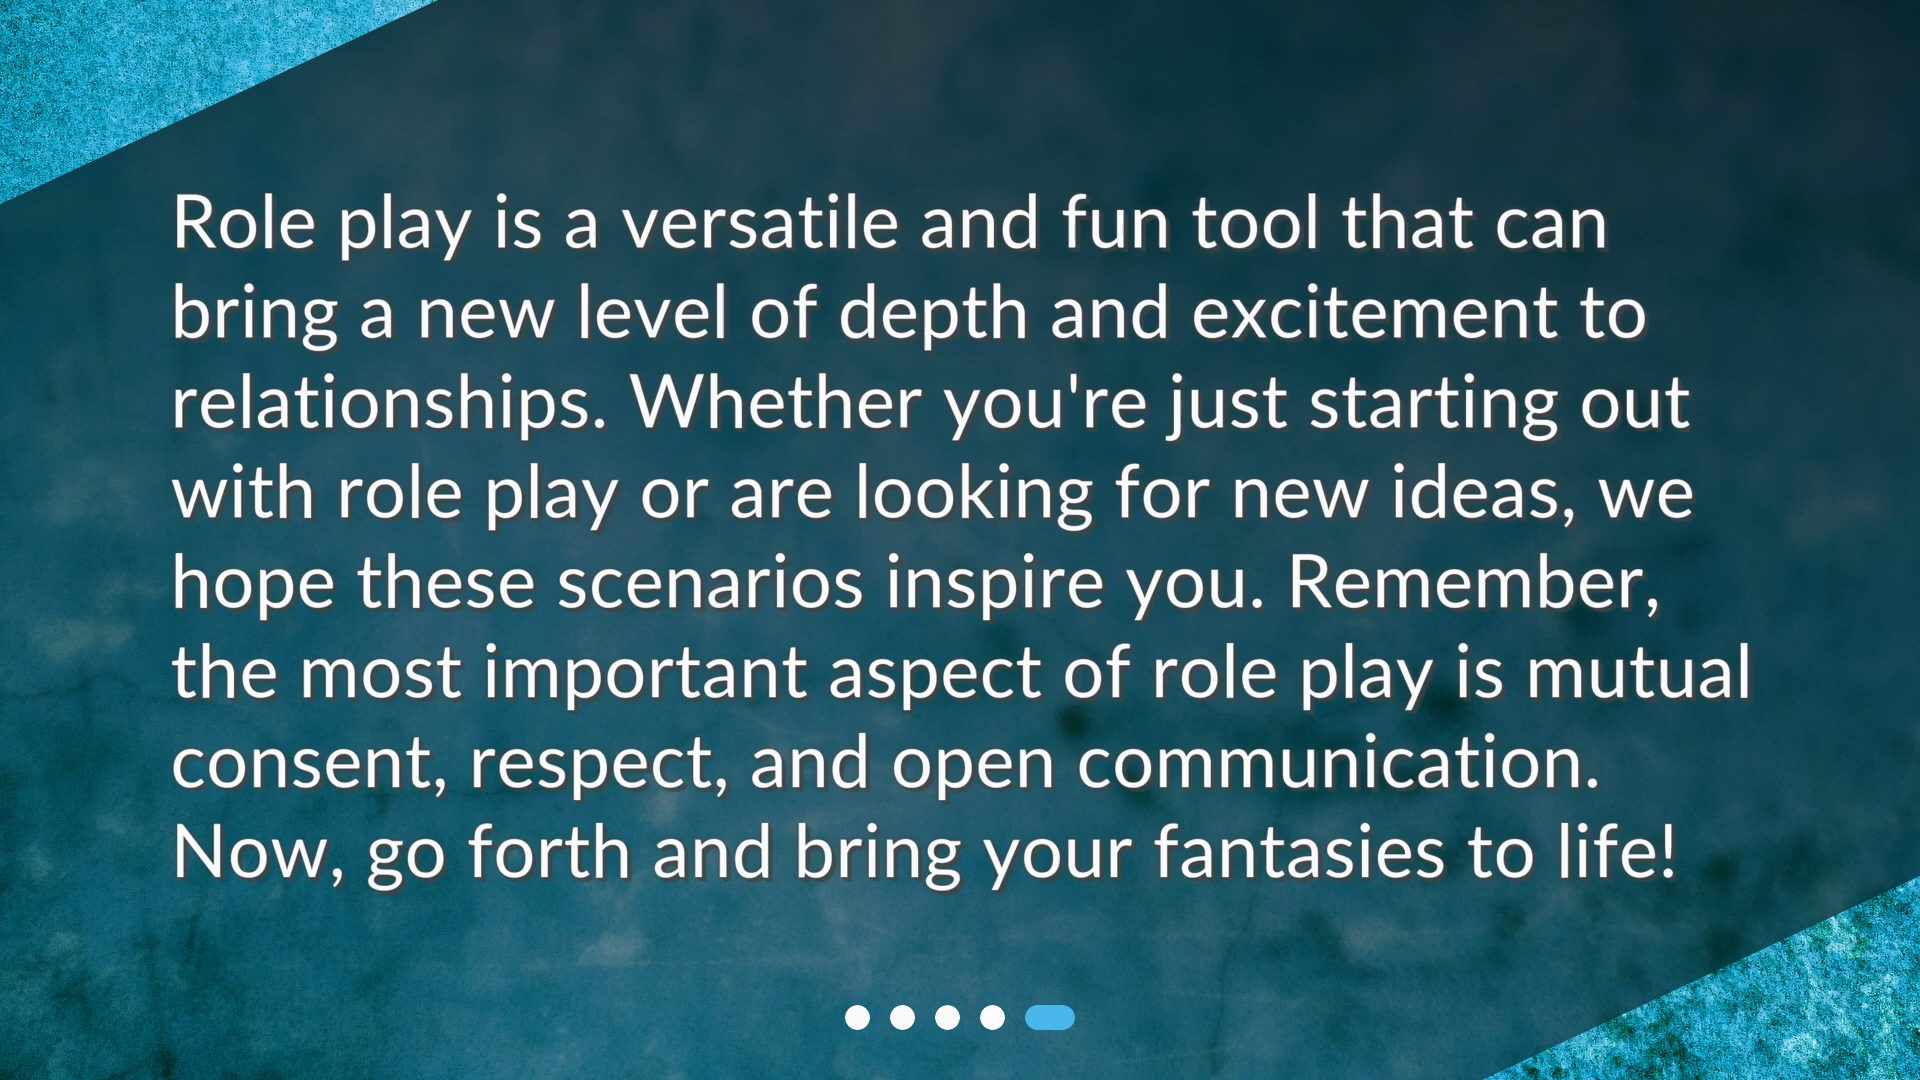 Role play is a versatile and fun tool that can
bring a new level of depth and excitement to
relationships. Whether you're just starting out
with role play or are looking for new ideas, we
hope these scenarios inspire you. Remember,
the most important aspect of role play is mutual
consent, respect, and open communication.
Now, go forth and bring your fantasies to life!